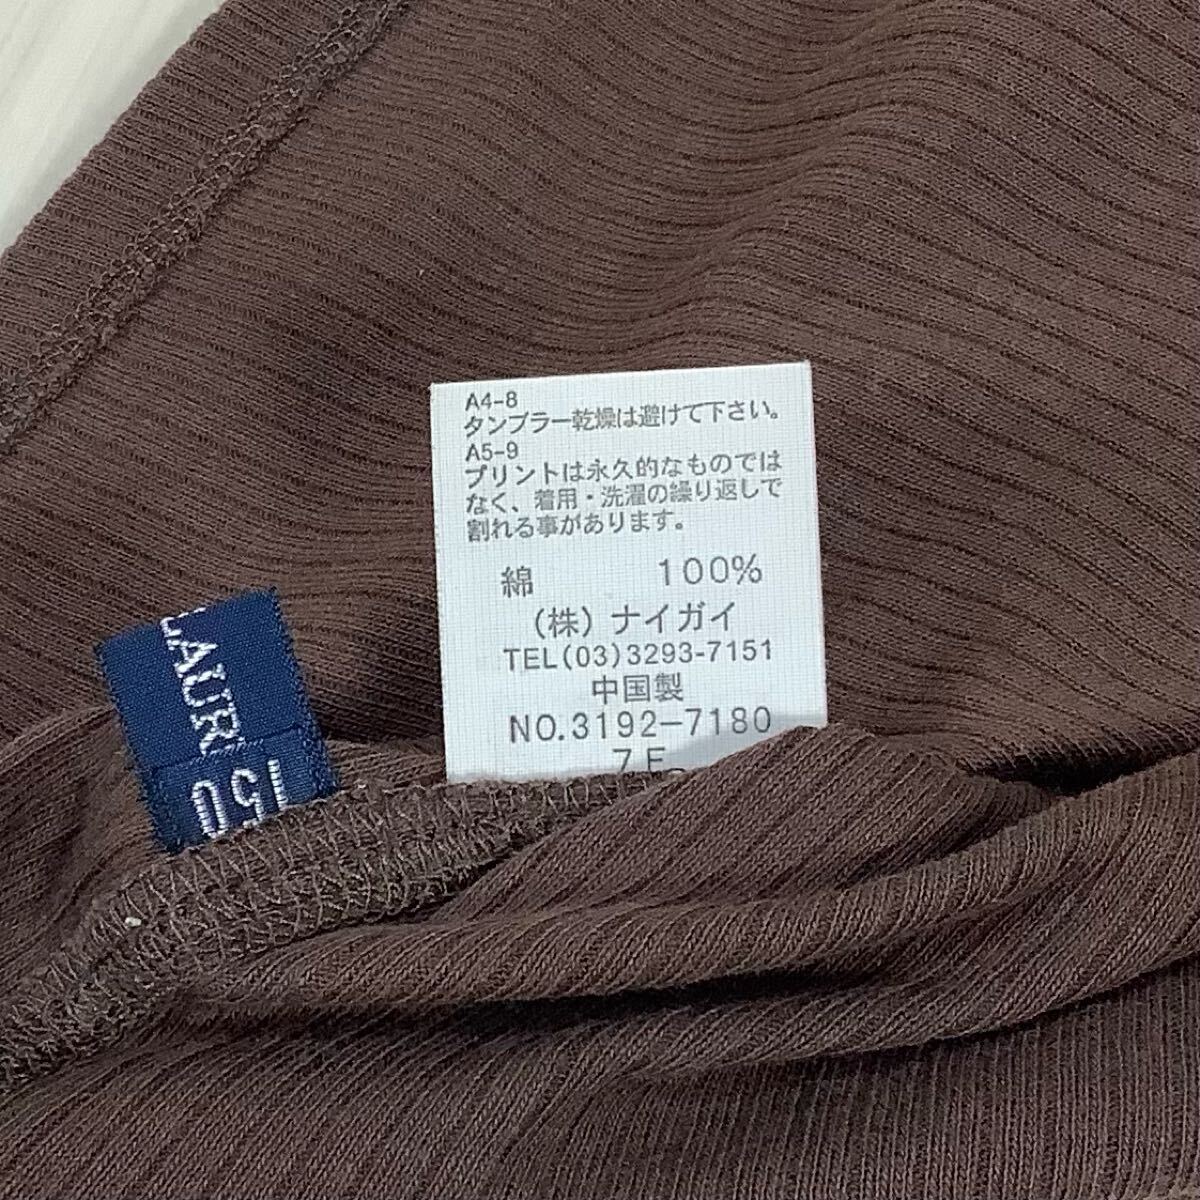 A4-8
タンブラー乾燥は避けて下さい。
A5-9
プリントは永久的なものでは
なく、着用・洗濯の繰り返しで
割れる事があります。
綿 100%
(株)ナイガイ
TEL(03)3293-7151
中国製
NO.3192-7180
7F
LAUR
150